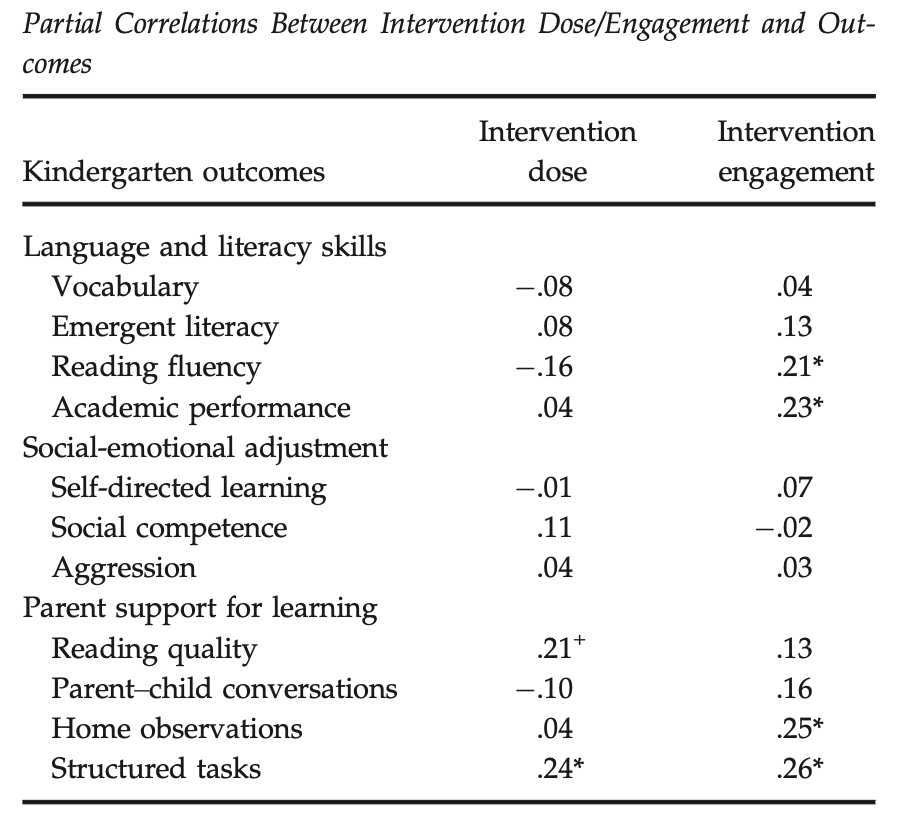 Partial Correlations Between Intervention Dose/Engagement and Out-
comes
Intervention Intervention
Kindergarten outcomes dose engagement
Language and literacy skills
Vocabulary −.08 .04
Emergent literacy .08 .13
Reading fluency −.16 .21*
Academic performance .04 .23*
Social-emotional adjustment
Self-directed learning −.01 .07
Social competence .11 −.02
Aggression .04 .03
Parent support for learning
Reading quality .21+ .13
Parent–child conversations −.10 .16
Home observations .04 .25*
Structured tasks .24* .26*